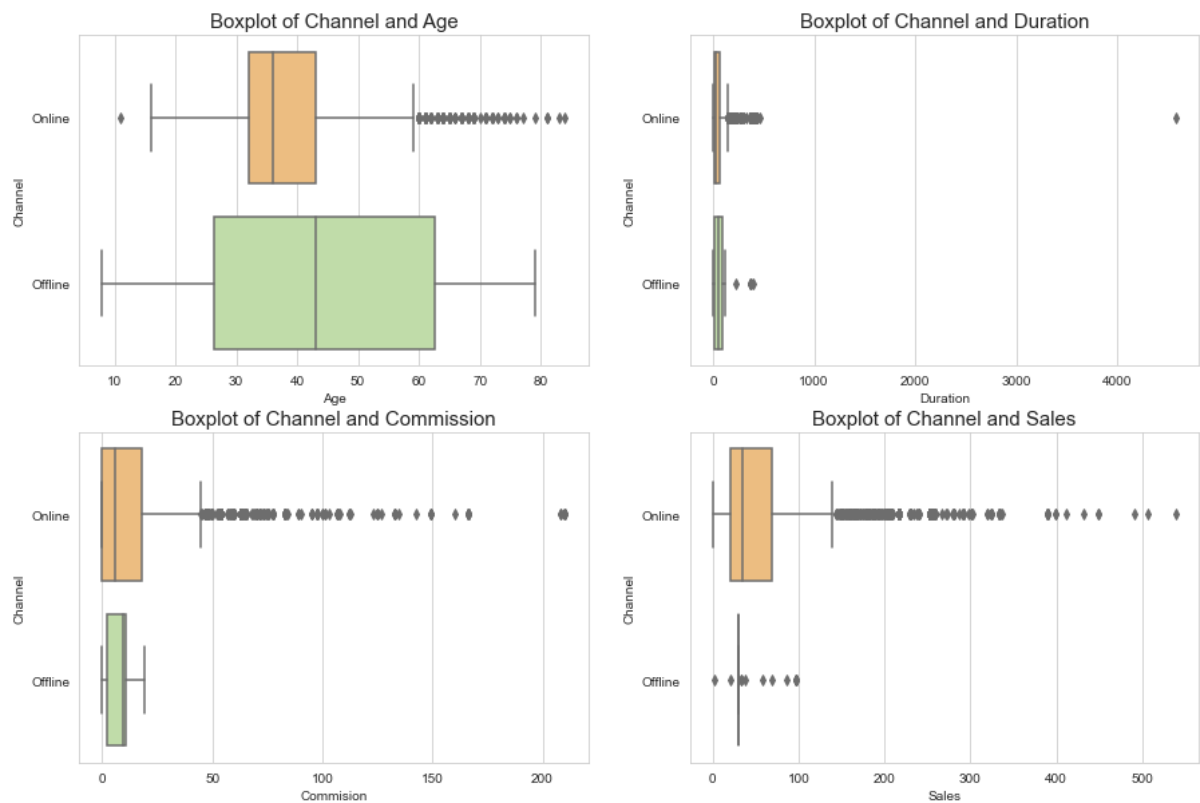 Boxplot of Channel and Age
Online
Offline
Channel
10 20 30 40 50 60 70 80
Age
Boxplot of Channel and Duration
Online
Offline
Channel
0 1000 2000 3000 4000
Duration
Boxplot of Channel and Commission
Online
Offline
Channel
0 50 100 150 200
Commision
Boxplot of Channel and Sales
Online
Offline
Channel
0 100 200 300 400 500
Sales